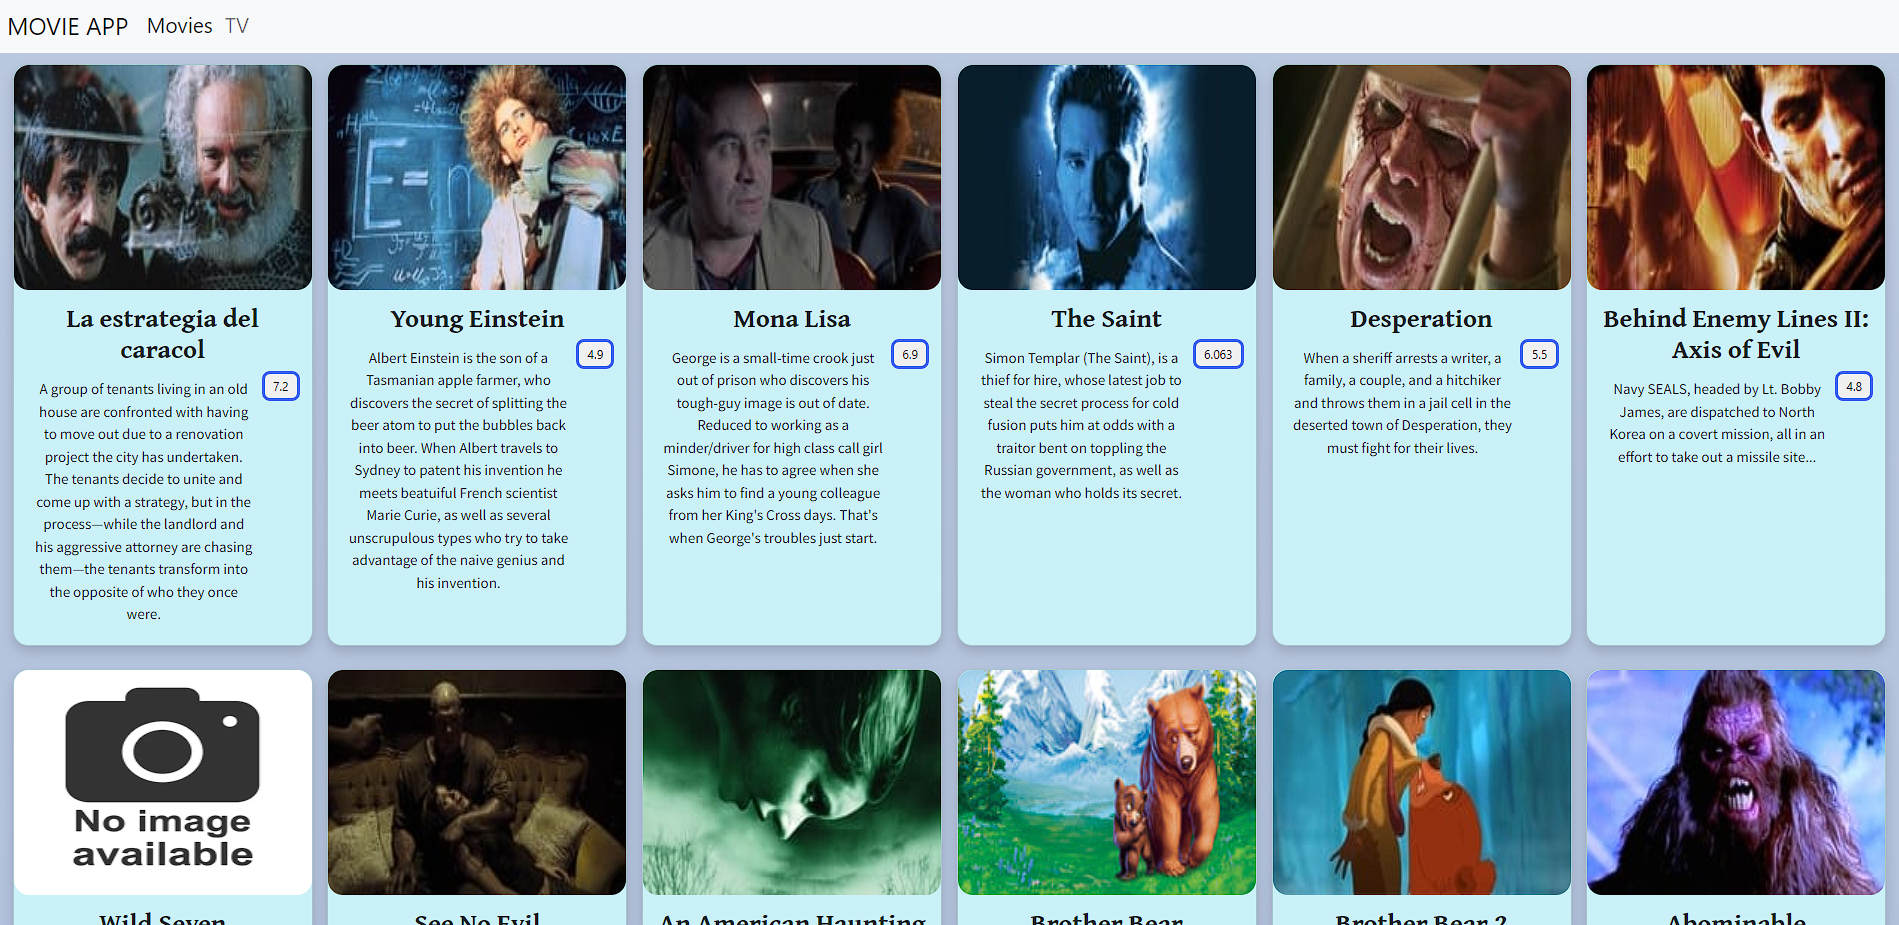 MOVIE APP Movies TV
E=
La estrategia del
caracol
A group of tenants living in an old
house are confronted with having
to move out due to a renovation
project the city has undertaken.
The tenants decide to unite and
come up with a strategy, but in the
process—while the landlord and
his aggressive attorney are chasing
them—the tenants transform into
the opposite of who they once
were.
7.2
Young Einstein
Albert Einstein is the son of a
Tasmanian apple farmer, who
discovers the secret of splitting the
beer atom to put the bubbles back
into beer. When Albert travels to
Sydney to patent his invention he
meets beatuiful French scientist
Marie Curie, as well as several
unscrupulous types who try to take
advantage of the naive genius and
his invention.
4.9
Mona Lisa
George is a small-time crook just
out of prison who discovers his
tough-guy image is out of date.
Reduced to working as a
minder/driver for high class call girl
Simone, he has to agree when she
asks him to find a young colleague
from her King's Cross days. That's
when George's troubles just start.
6.9
The Saint
Simon Templar (The Saint), is a
thief for hire, whose latest job to
steal the secret process for cold
fusion puts him at odds with a
traitor bent on toppling the
Russian government, as well as
the woman who holds its secret.
6.063
Desperation
When a sheriff arrests a writer, a
family, a couple, and a hitchiker
and throws them in a jail cell in the
deserted town of Desperation, they
must fight for their lives.
5.5
Behind Enemy Lines II:
Axis of Evil
Navy SEALS, headed by Lt. Bobby
James, are dispatched to North
Korea on a covert mission, all in an
effort to take out a missile site...
4.8
No image
available
Wild Seven
See No Evil
An American Haunting
Brother Bear
Brother Bear 2
Abominable